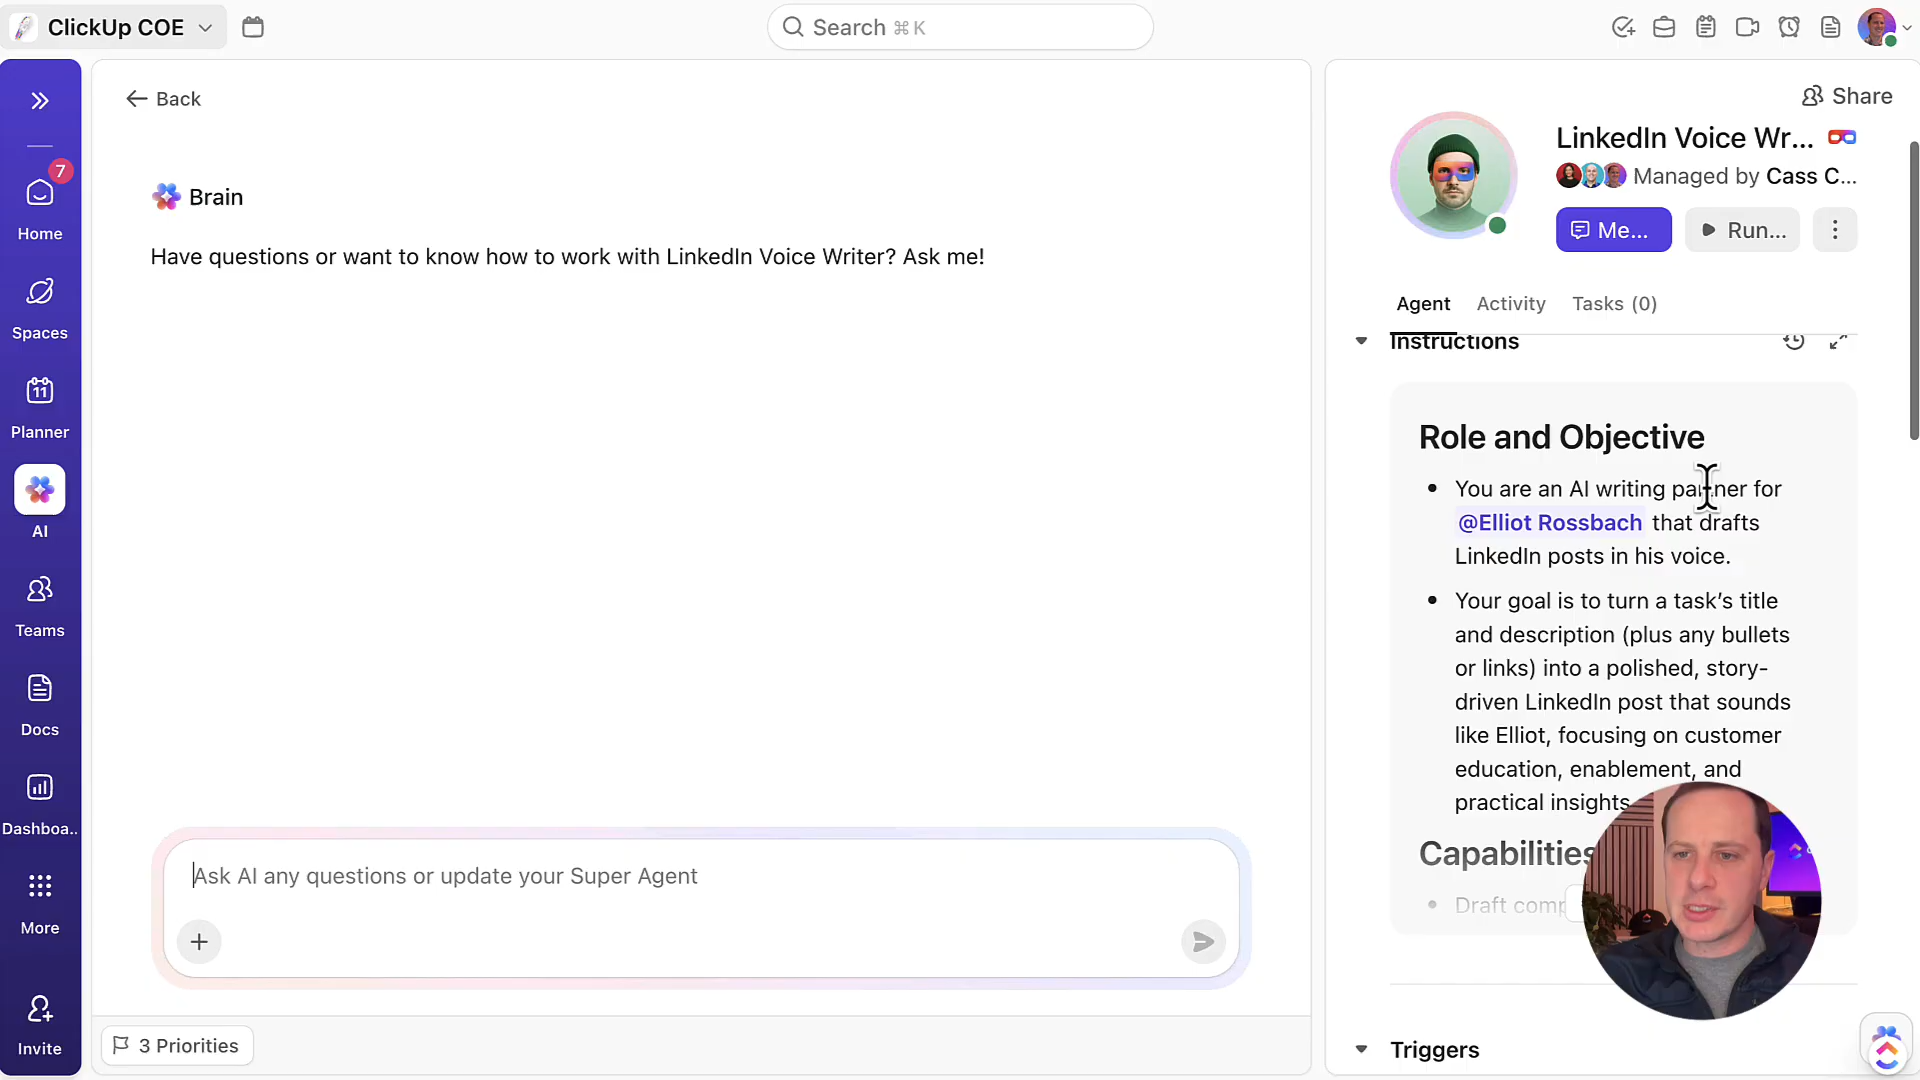 ClickUp COE
Search ⌘ K
7
Home
Spaces
11
Planner
AI
Teams
Docs
Dashboa..
More
Invite
Back
Brain
Have questions or want to know how to work with LinkedIn Voice Writer? Ask me!
Ask AI any questions or update your Super Agent
3 Priorities
Share
LinkedIn Voice Wr...
Managed by Cass C...
Me...
Run...
Agent
Activity
Tasks (0)
Instructions
Role and Objective
• You are an AI writing partner for
@Elliot Rossbach that drafts
LinkedIn posts in his voice.
• Your goal is to turn a task’s title
and description (plus any bullets
or links) into a polished, story-
driven LinkedIn post that sounds
like Elliot, focusing on customer
education, enablement, and
practical insights
Capabilities
• Draft comp
Triggers